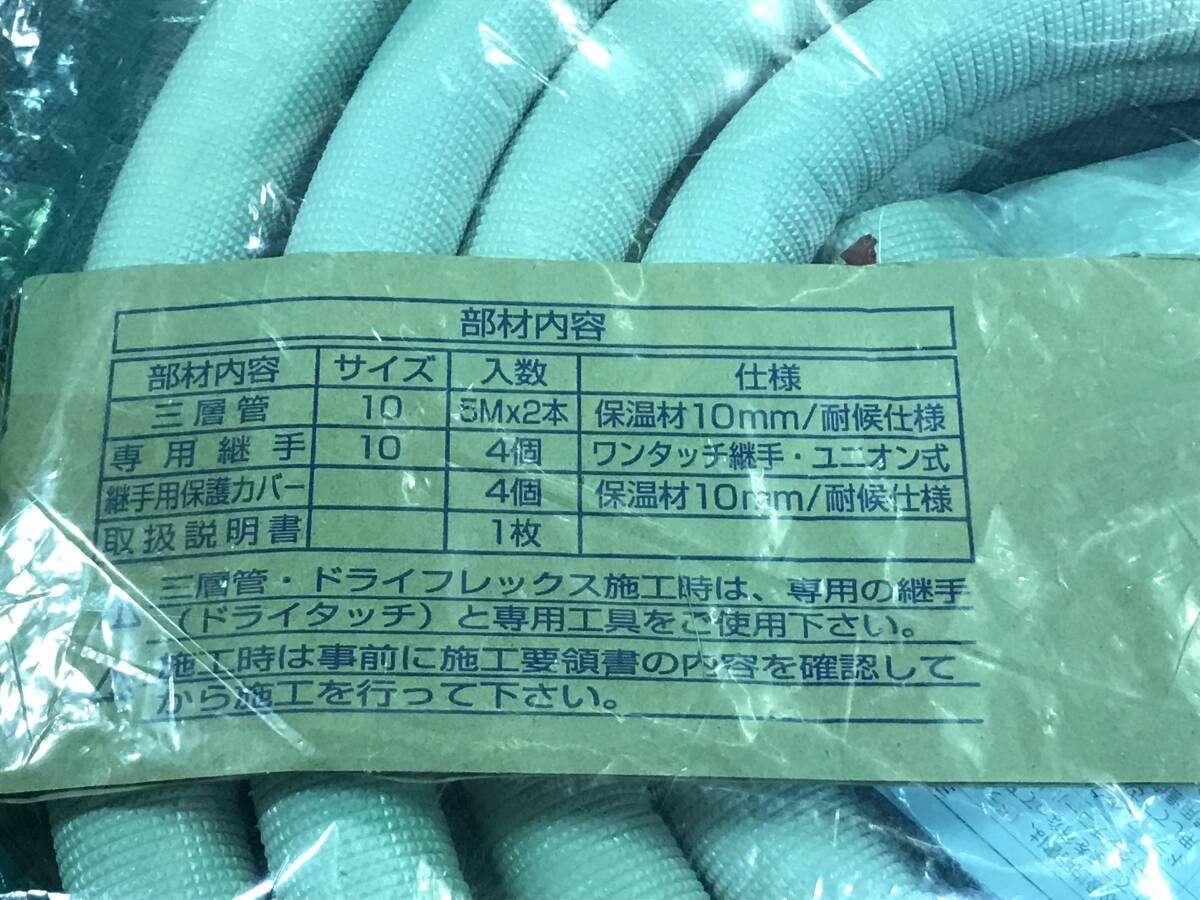 部材内容
部材内容 サイズ 入数 仕様
三層管 10 5Mx2本 保温材10mm/耐候仕様
専用継手 10 4個 ワンタッチ継手・ユニオン式
継手用保護カバー 4個 保温材10mm/耐候仕様
取扱説明書 1枚
三層管・ドライフレックス施工時は、専用の継手
（ドライタッチ）と専用工具をご使用下さい。
施工時は事前に施工要領書の内容を確認して
から施工を行って下さい。